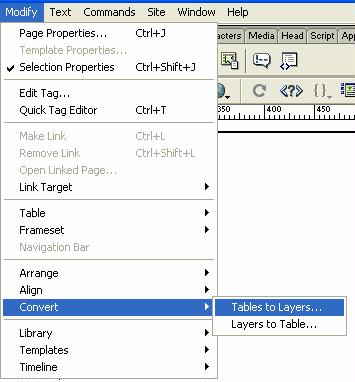 Modify Text Commands Site Window Help
Page Properties... Ctrl+J
Template Properties...
Selection Properties Ctrl+Shift+J
Edit Tag...
Quick Tag Editor Ctrl+T
Make Link Ctrl+L
Remove Link Ctrl+Shift+L
Open Linked Page...
Link Target
Table
Frameset
Navigation Bar
Arrange
Align
Convert
Library
Templates
Timeline
Tables to Layers...
Layers to Table...
acters Media Head Script App
350 400 450